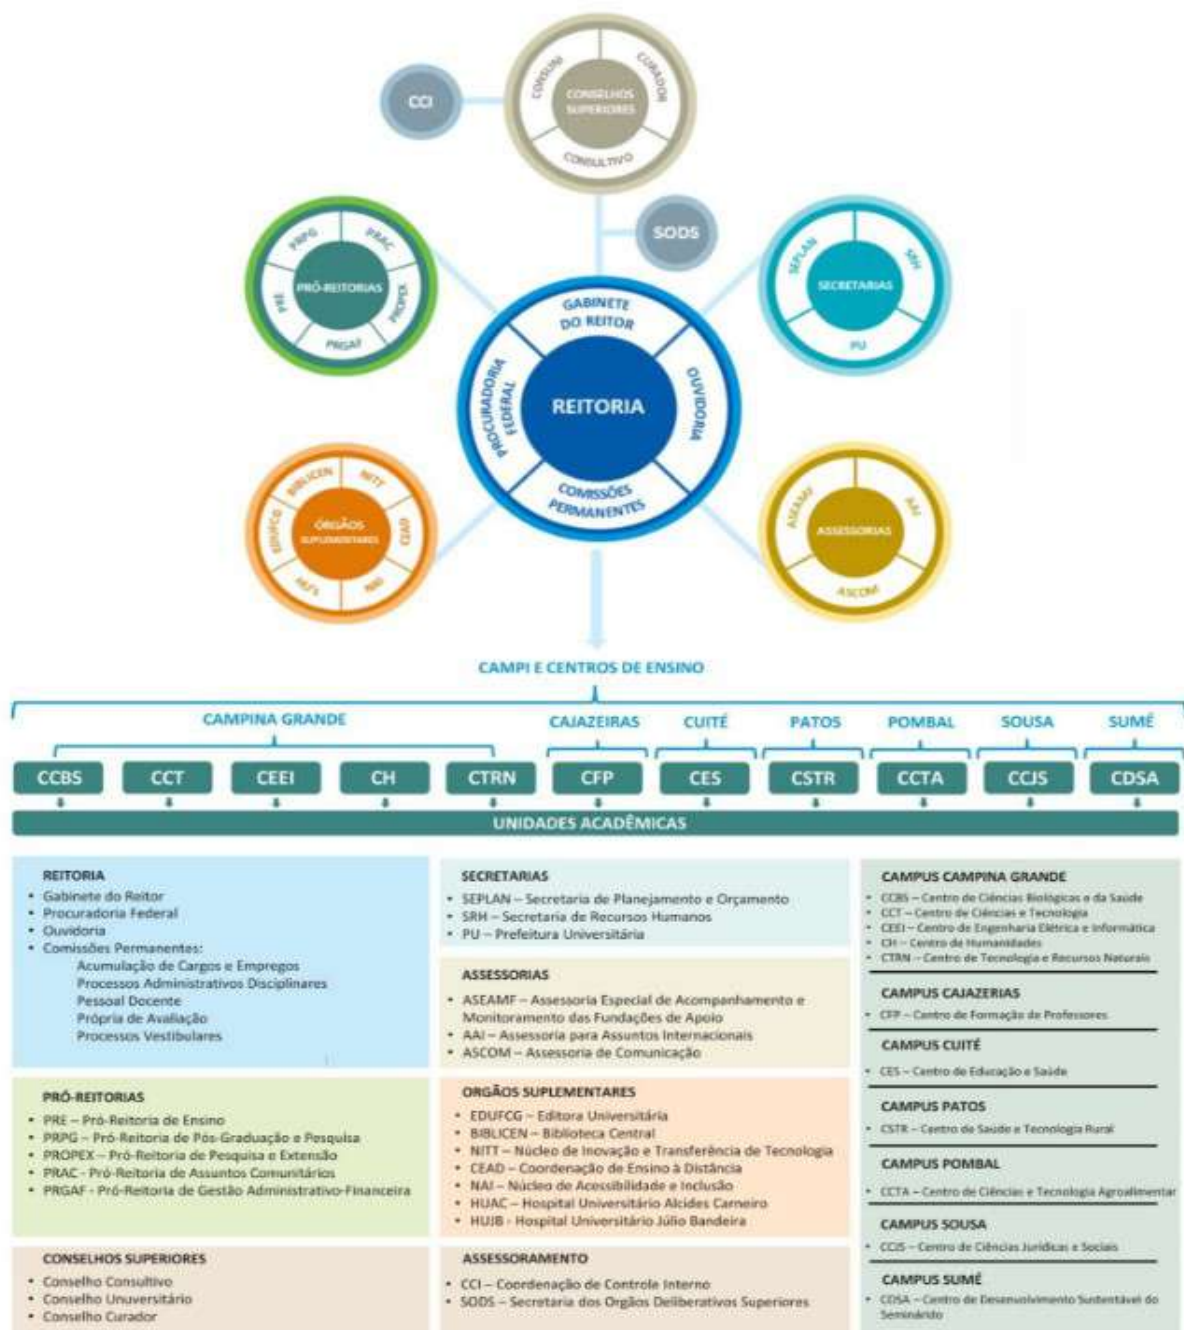 CCI
CONSUNI
CURADOR
CONSELHOS
SUPERIORES
CONSULTIVO
SODS
PRPG
PRAC
PRE
PROPEX
PRGAF
PRÓ-REITORIAS
SEPLAN
SRH
SECRETARIAS
PU
GABINETE
DO REITOR
PROCURADORIA
FEDERAL
OUVIDORIA
REITORIA
COMISSÕES
PERMANENTES
BIBLICEN
NITT
EDUFCG
CEAD
ÓRGÃOS
SUPLEMENTARES
HU's
NAI
ASEAMF
AAI
ASSESSORIAS
ASCOM
CAMPI E CENTROS DE ENSINO
CAMPINA GRANDE CAJAZEIRAS CUITÉ PATOS POMBAL SOUSA SUMÉ
CCBS CCT CEEI CH CTRN CFP CES CSTR CCTA CCJS CDSA
UNIDADES ACADÊMICAS
REITORIA
• Gabinete do Reitor
• Procuradoria Federal
• Ouvidoria
• Comissões Permanentes:
Acumulação de Cargos e Empregos
Processos Administrativos Disciplinares
Pessoal Docente
Própria de Avaliação
Processos Vestibulares
PRÓ-REITORIAS
• PRE – Pró-Reitoria de Ensino
• PRPG – Pró-Reitoria de Pós-Graduação e Pesquisa
• PROPEX – Pró-Reitoria de Pesquisa e Extensão
• PRAC - Pró-Reitoria de Assuntos Comunitários
• PRGAF - Pró-Reitoria de Gestão Administrativo-Financeira
CONSELHOS SUPERIORES
• Conselho Consultivo
• Conselho Unuversitário
• Conselho Curador
SECRETARIAS
• SEPLAN – Secretaria de Planejamento e Orçamento
• SRH – Secretaria de Recursos Humanos
• PU – Prefeitura Universitária
ASSESSORIAS
• ASEAMF – Assessoria Especial de Acompanhamento e
Monitoramento das Fundações de Apoio
• AAI – Assessoria para Assuntos Internacionais
• ASCOM – Assessoria de Comunicação
ORGÃOS SUPLEMENTARES
• EDUFCG – Editora Universitária
• BIBLICEN – Biblioteca Central
• NITT – Núcleo de Inovação e Transferência de Tecnologia
• CEAD – Coordenação de Ensino à Distância
• NAI – Núcleo de Acessibilidade e Inclusão
• HUAC – Hospital Universitário Alcides Carneiro
• HUJB - Hospital Universitário Júlio Bandeira
ASSESSORAMENTO
• CCI – Coordenação de Controle Interno
• SODS – Secretaria dos Orgãos Deliberativos Superiores
CAMPUS CAMPINA GRANDE
• CCBS – Centro de Ciências Biológicas e da Saúde
• CCT – Centro de Ciências e Tecnologia
• CEEI – Centro de Engenharia Elétrica e Informática
• CH – Centro de Humanidades
• CTRN – Centro de Tecnologia e Recursos Naturais
CAMPUS CAJAZERIAS
• CFP – Centro de Formação de Professores
CAMPUS CUITÉ
• CES – Centro de Educação e Saúde
CAMPUS PATOS
• CSTR – Centro de Saúde e Tecnologia Rural
CAMPUS POMBAL
• CCTA – Centro de Ciências e Tecnologia Agroalimentar
CAMPUS SOUSA
• CCJS – Centro de Ciências Jurídicas e Sociais
CAMPUS SUMÉ
• CDSA – Centro de Desenvolvimento Sustentável do
Semiárido